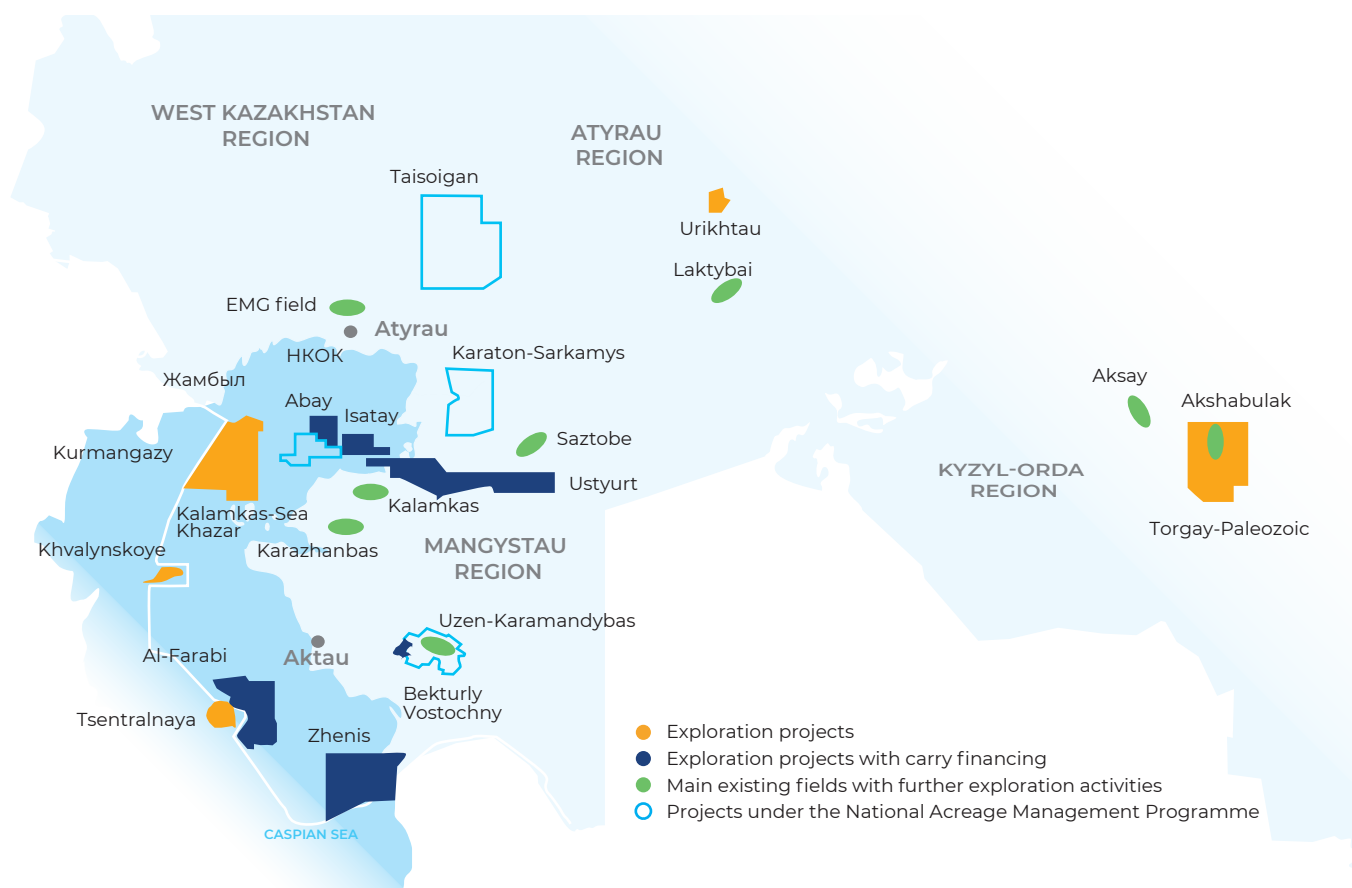 WEST KAZAKHSTAN
REGION
ATYRAU
REGION
Taisoigan
Urikhtau
Laktybai
EMG field
Atyrau
НКОК
Karaton-Sarkamys
Жамбыл
Aksay
Abay
Akshabulak
Isatay
Kurmangazy
Saztobe
KYZYL-ORDA
REGION
Ustyurt
Kalamkas
Kalamkas-Sea
Khazar
Torgay-Paleozoic
Khvalynskoye
Karazhanbas
MANGYSTAU
REGION
Uzen-Karamandybas
Al-Farabi
Aktau
Bekturly
Vostochny
Tsentralnaya
Zhenis
Exploration projects
Exploration projects with carry financing
Main existing fields with further exploration activities
Projects under the National Acreage Management Programme
CASPIAN SEA